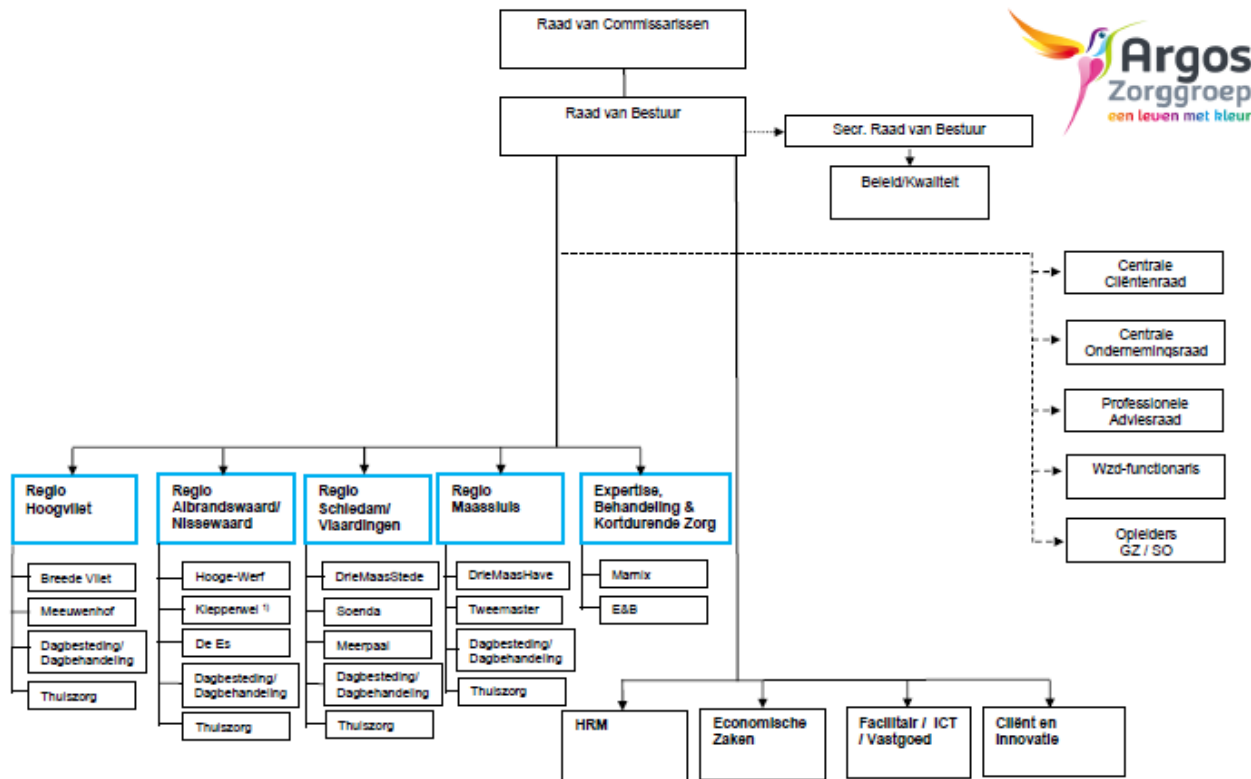 Raad van Commissarissen
Argos
Zorggroep
een leven met kleur
Raad van Bestuur
Secr. Raad van Bestuur
Beleid/Kwaliteit
Centrale
Cliëntenraad
Centrale
Ondernemingsraad
Professionele
Adviesraad
Wzd-functionaris
Opleiders
GZ / SO
Regio
Hoogvliet
Regio
Albrandswaard/
Nissewaard
Regio
Schiedam/
Vlaardingen
Regio
Maassluis
Expertise,
Behandeling &
Kortdurende Zorg
Breede Vliet
Meeuwenhof
Dagbesteding/
Dagbehandeling
Thuiszorg
Hooge-Werf
Klepperwei ¹⁾
De Es
Dagbesteding/
Dagbehandeling
Thuiszorg
DrieMaasStede
Soenda
Meerpaal
Dagbesteding/
Dagbehandeling
Thuiszorg
DrieMaasHave
Tweemaster
Dagbesteding/
Dagbehandeling
Thuiszorg
Marnix
E&B
HRM
Economische
Zaken
Facilitair / ICT
/ Vastgoed
Cliënt en
Innovatie